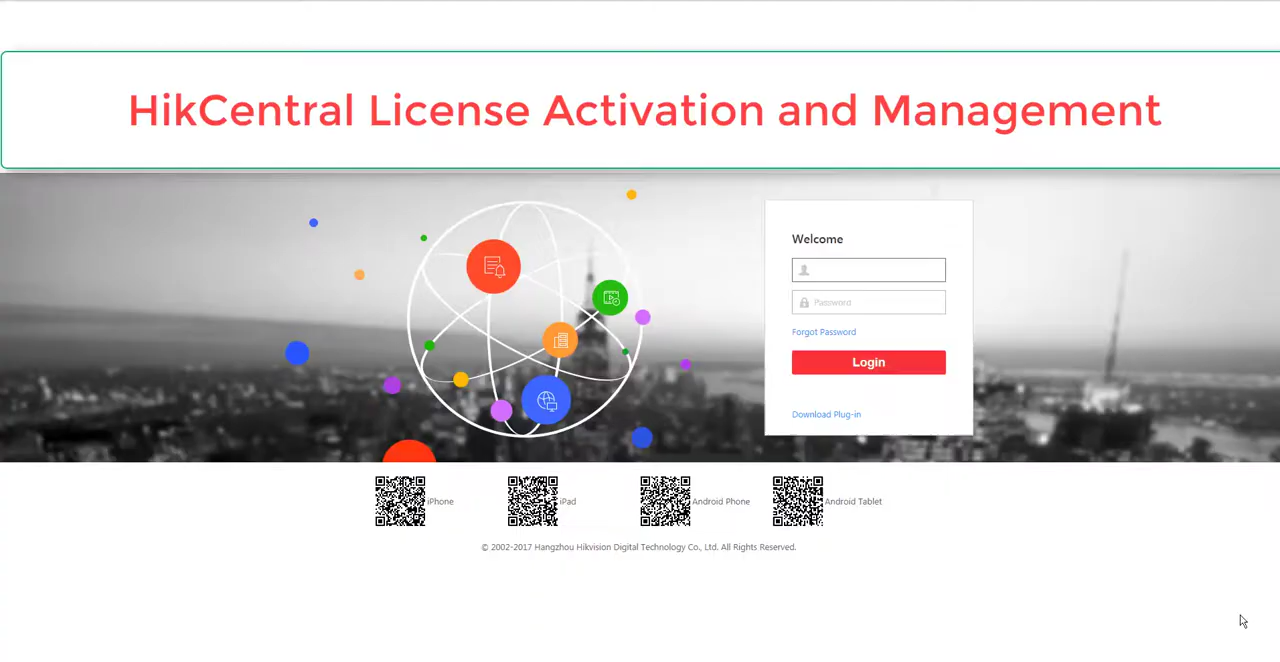 HikCentral License Activation and Management
Welcome
Password
Forgot Password
Login
Download Plug-in
iPhone
iPad
Android Phone
Android Tablet
© 2002-2017 Hangzhou Hikvision Digital Technology Co., Ltd. All Rights Reserved.